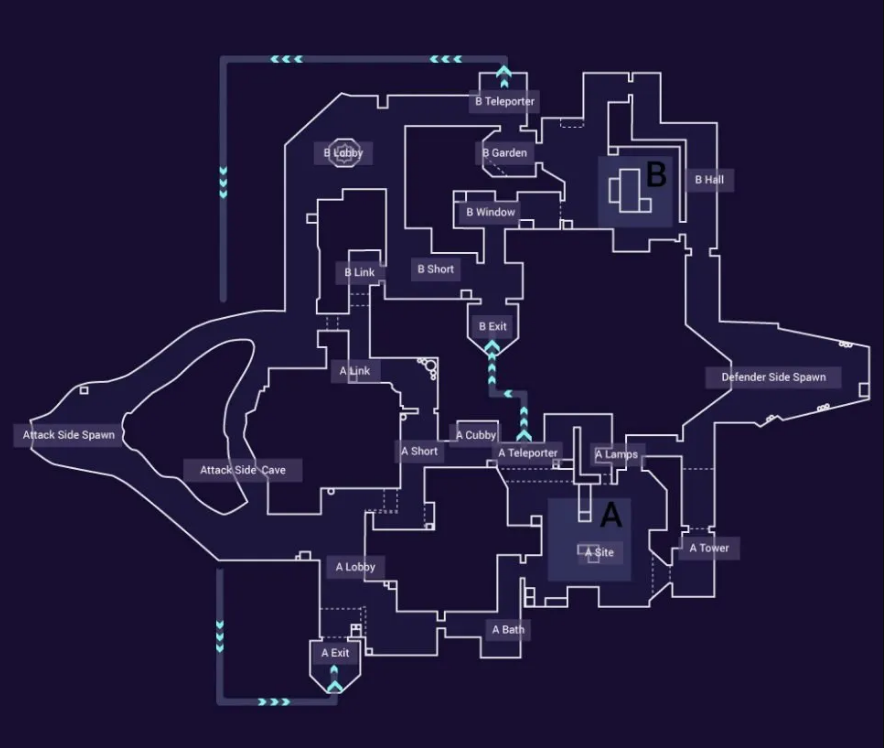 B Teleporter
B Lobby
B Garden
B
B Hall
B Window
B Link
B Short
B Exit
A Link
Defender Side Spawn
Attack Side Spawn
A Cubby
A Short
A Teleporter
A Lamps
Attack Side Cave
A
A Site
A Tower
A Lobby
A Bath
A Exit